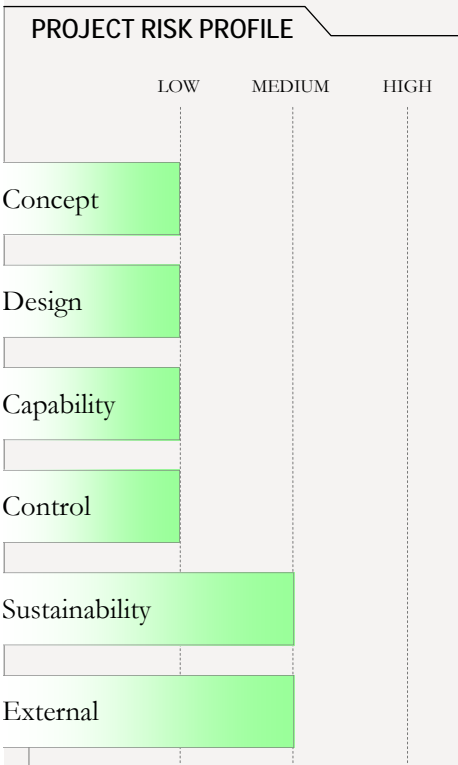 PROJECT RISK PROFILE
LOW MEDIUM HIGH
Concept
Design
Capability
Control
Sustainability
External